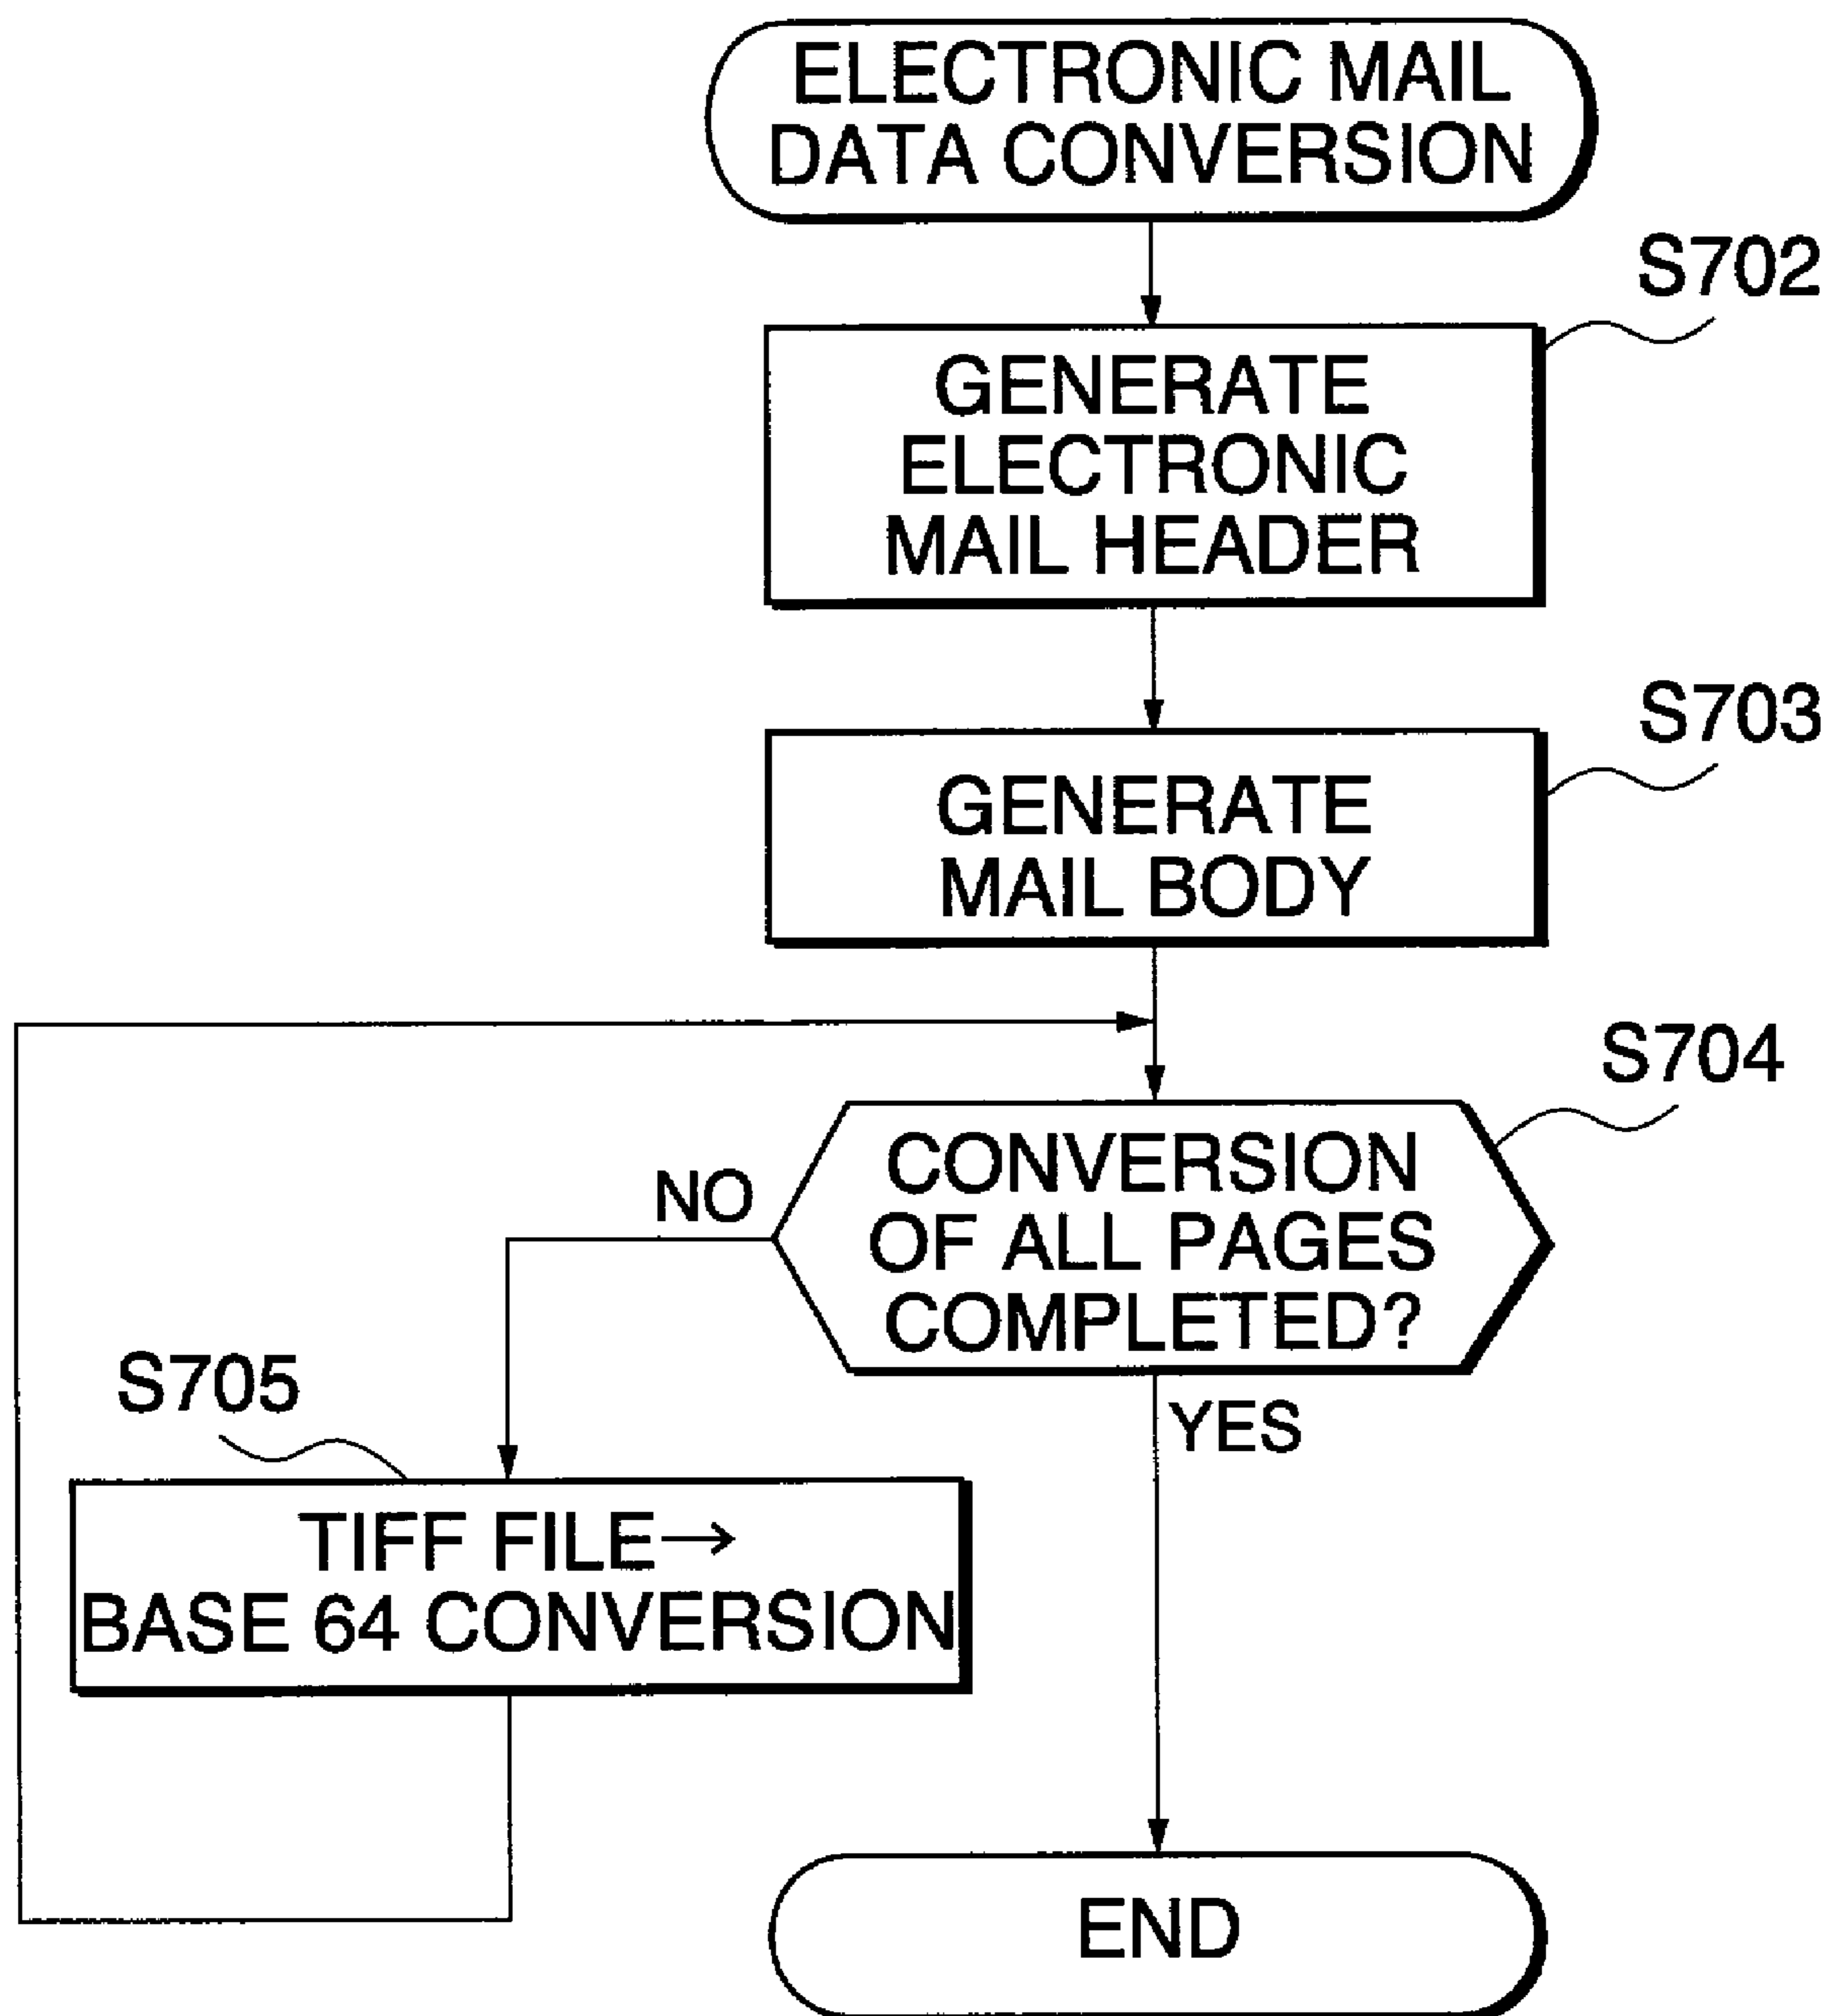 ELECTRONIC MAIL
DATA CONVERSION
S702
GENERATE
ELECTRONIC
MAIL HEADER
S703
GENERATE
MAIL BODY
S704
CONVERSION
OF ALL PAGES
COMPLETED?
NO
YES
S705
TIFF FILE→
BASE 64 CONVERSION
END